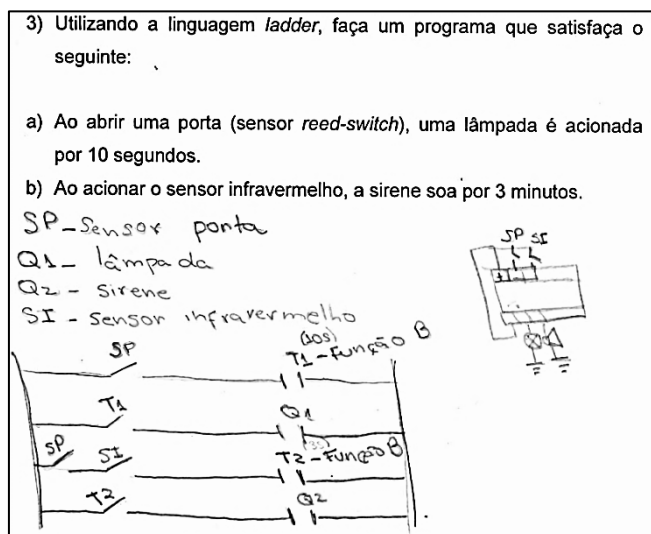 3) Utilizando a linguagem ladder, faça um programa que satisfaça o
seguinte:
a) Ao abrir uma porta (sensor reed-switch), uma lâmpada é acionada
por 10 segundos.
b) Ao acionar o sensor infravermelho, a sirene soa por 3 minutos.
SP - Sensor porta
Q1 - lâmpada
Q2 - Sirene
SI - Sensor infravermelho
SP SI
(10s)
SP T1 - Função B
T1 Q1
SP SI T2 - Função B
T2 Q2